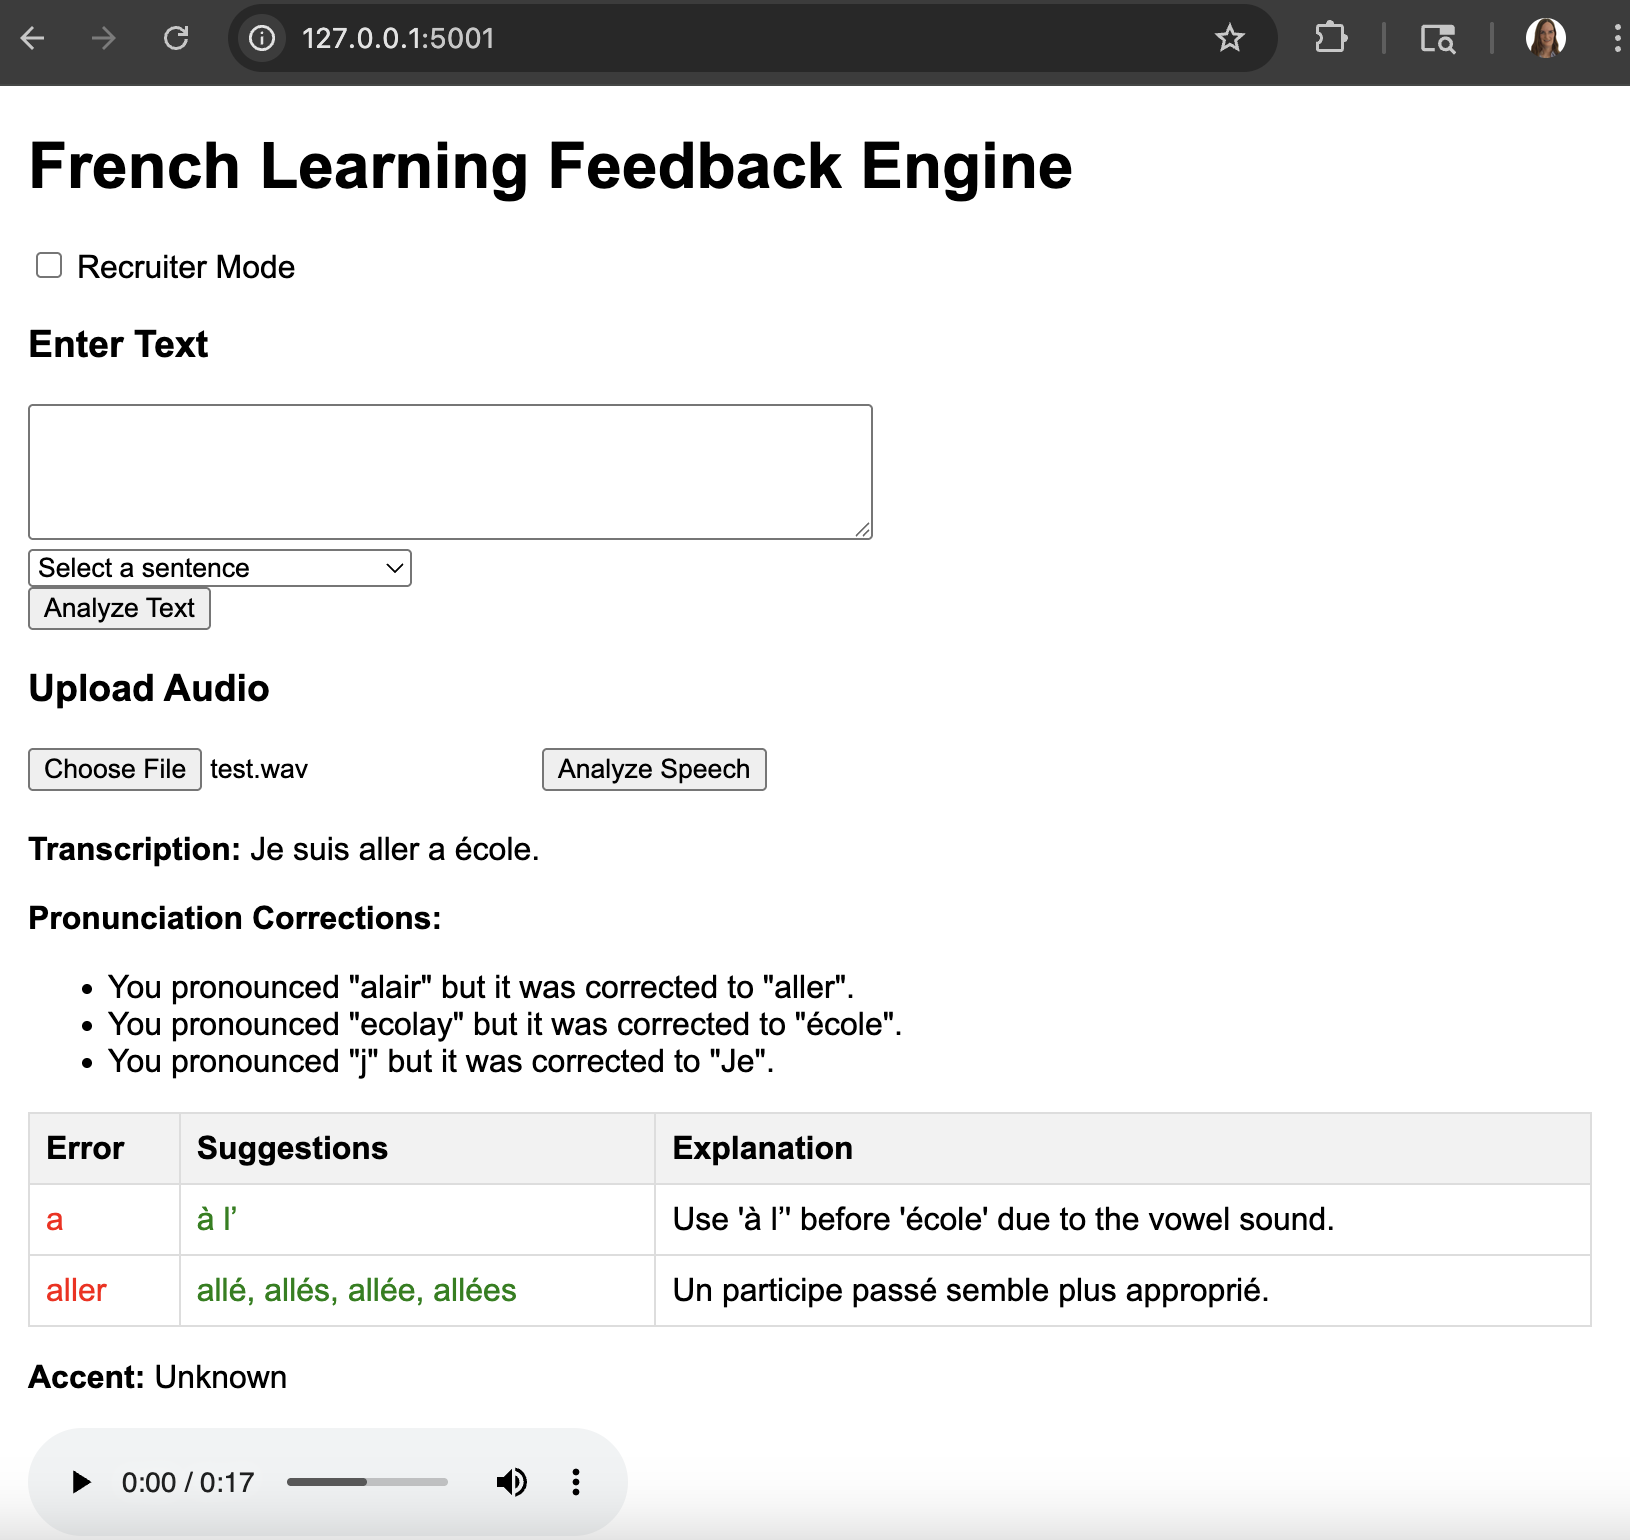 127.0.0.1:5001
French Learning Feedback Engine
Recruiter Mode
Enter Text
Select a sentence
Analyze Text
Upload Audio
Choose File test.wav Analyze Speech
Transcription: Je suis aller a école.
Pronunciation Corrections:
• You pronounced "alair" but it was corrected to "aller".
• You pronounced "ecolay" but it was corrected to "école".
• You pronounced "j" but it was corrected to "Je".
Error Suggestions Explanation
a à l’ Use 'à l'' before 'école' due to the vowel sound.
aller allé, allés, allée, allées Un participe passé semble plus approprié.
Accent: Unknown
0:00 / 0:17